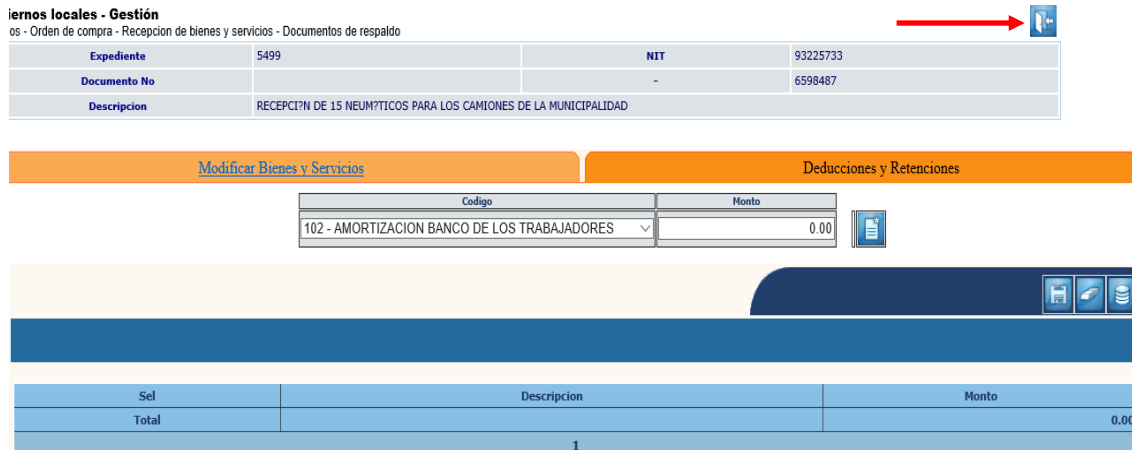 iernos locales - Gestión
os - Orden de compra - Recepcion de bienes y servicios - Documentos de respaldo
Expediente 5499 NIT 93225733
Documento No - 6598487
Descripcion RECEPCI?N DE 15 NEUM?TICOS PARA LOS CAMIONES DE LA MUNICIPALIDAD
Modificar Bienes y Servicios Deducciones y Retenciones
Codigo Monto
102 - AMORTIZACION BANCO DE LOS TRABAJADORES 0.00
Sel Descripcion Monto
Total 0.00
1